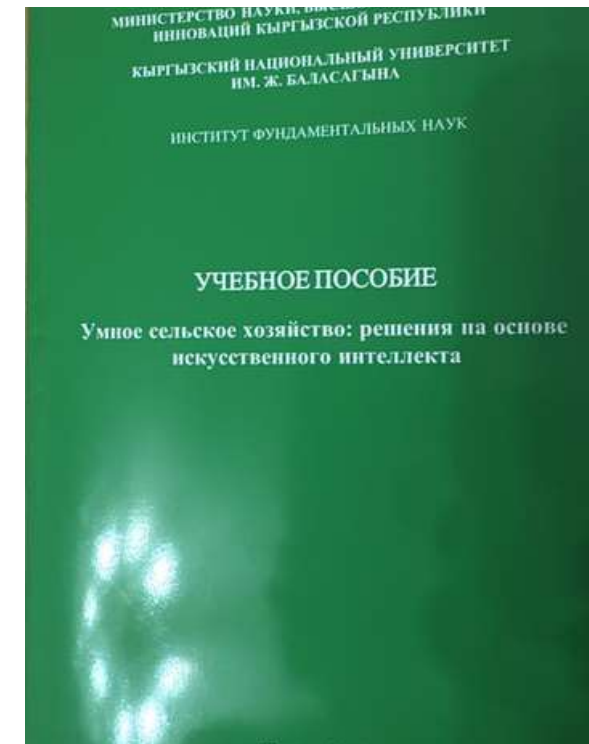 МИНИСТЕРСТВО НАУКИ,
ИННОВАЦИЙ КЫРГЫЗСКОЙ РЕСПУБЛИКИ
КЫРГЫЗСКИЙ НАЦИОНАЛЬНЫЙ УНИВЕРСИТЕТ
ИМ. Ж. БАЛАСАГЫНА
ИНСТИТУТ ФУНДАМЕНТАЛЬНЫХ НАУК
УЧЕБНОЕ ПОСОБИЕ
Умное сельское хозяйство: решения на основе
искусственного интеллекта